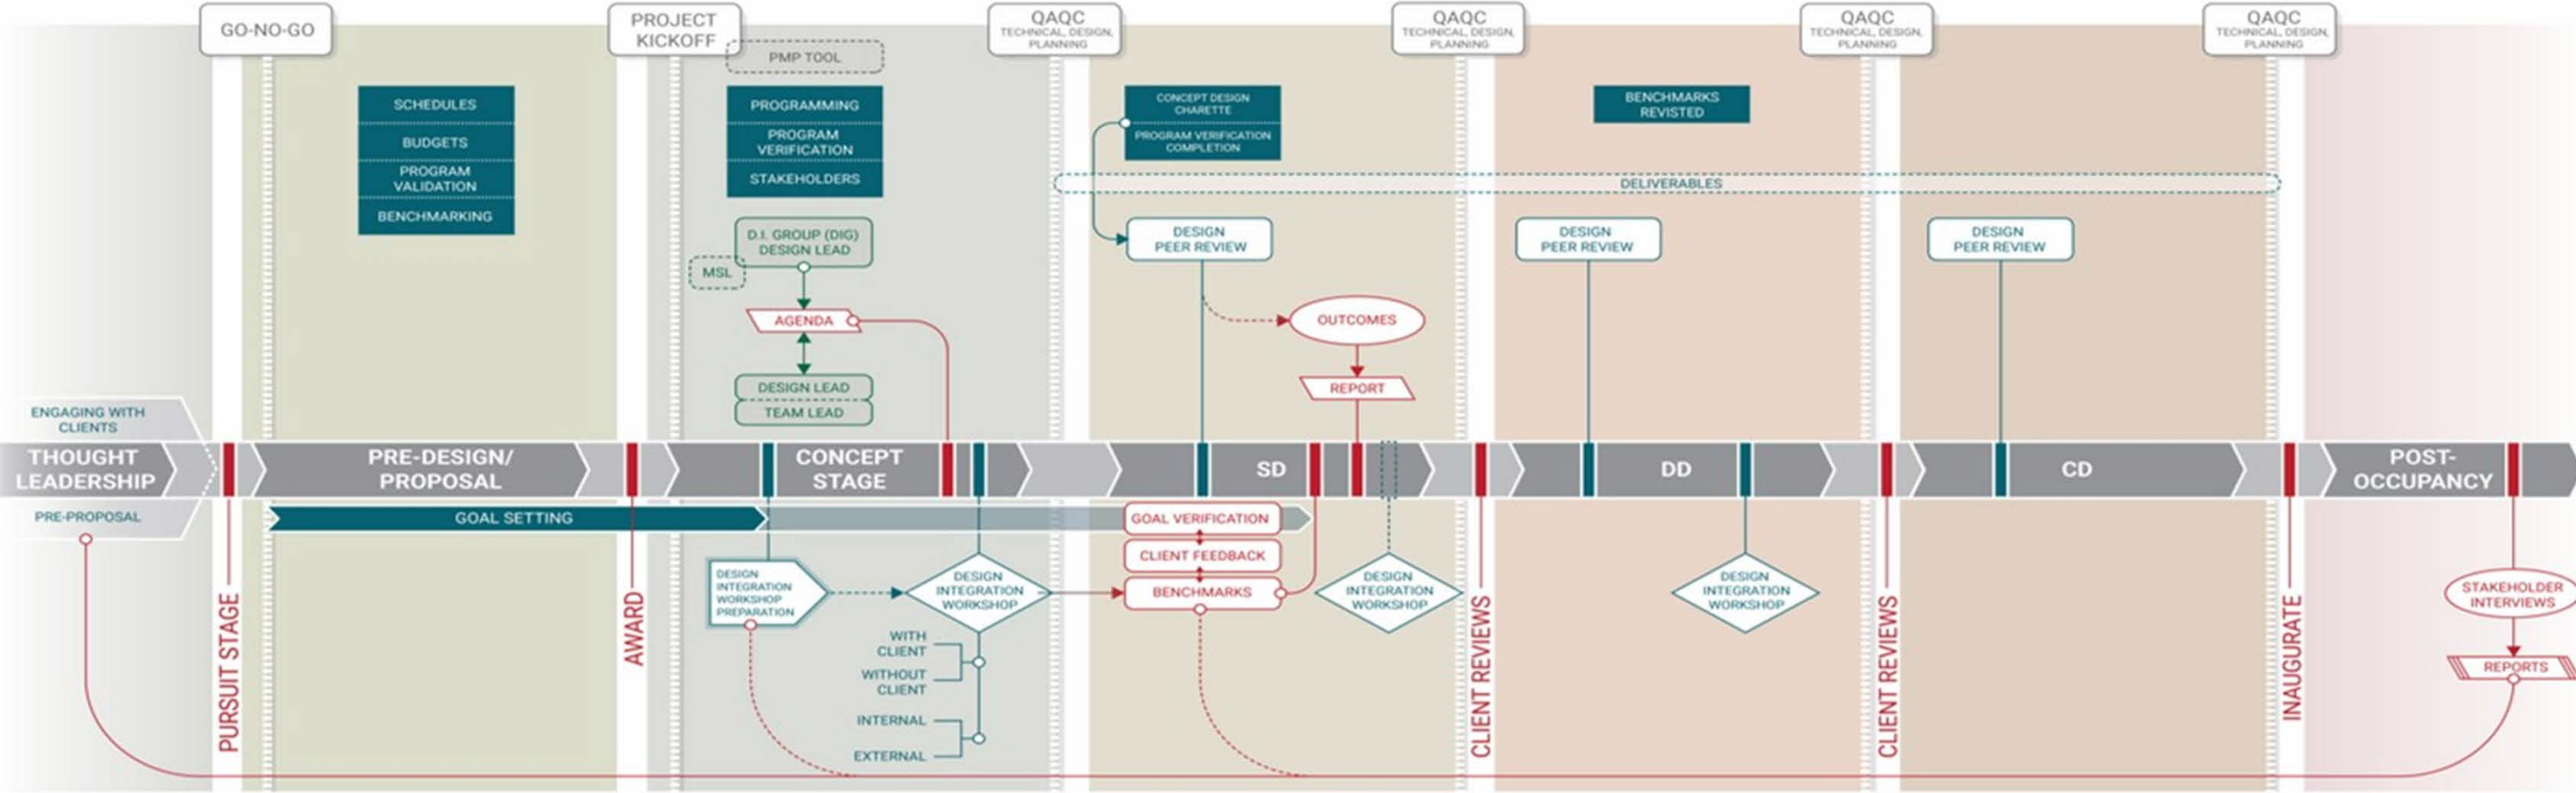 GO-NO-GO
PROJECT
KICKOFF
QAQC
TECHNICAL, DESIGN,
PLANNING
QAQC
TECHNICAL, DESIGN,
PLANNING
QAQC
TECHNICAL, DESIGN,
PLANNING
QAQC
TECHNICAL, DESIGN,
PLANNING
SCHEDULES
BUDGETS
PROGRAM
VALIDATION
BENCHMARKING
PMP TOOL
PROGRAMMING
PROGRAM
VERIFICATION
STAKEHOLDERS
D.I. GROUP (DIG)
DESIGN LEAD
MSL
AGENDA
DESIGN LEAD
TEAM LEAD
CONCEPT DESIGN
CHARETTE
PROGRAM VERIFICATION
COMPLETION
BENCHMARKS
REVISTED
DELIVERABLES
DESIGN
PEER REVIEW
OUTCOMES
REPORT
DESIGN
PEER REVIEW
DESIGN
PEER REVIEW
ENGAGING WITH
CLIENTS
THOUGHT
LEADERSHIP
PRE-DESIGN/
PROPOSAL
CONCEPT
STAGE
SD
DD
CD
POST-
OCCUPANCY
PRE-PROPOSAL
GOAL SETTING
GOAL VERIFICATION
CLIENT FEEDBACK
BENCHMARKS
DESIGN
INTEGRATION
WORKSHOP
PREPARATION
DESIGN
INTEGRATION
WORKSHOP
DESIGN
INTEGRATION
WORKSHOP
DESIGN
INTEGRATION
WORKSHOP
WITH
CLIENT
WITHOUT
CLIENT
INTERNAL
EXTERNAL
PURSUIT STAGE
AWARD
CLIENT REVIEWS
CLIENT REVIEWS
INAUGURATE
STAKEHOLDER
INTERVIEWS
REPORTS